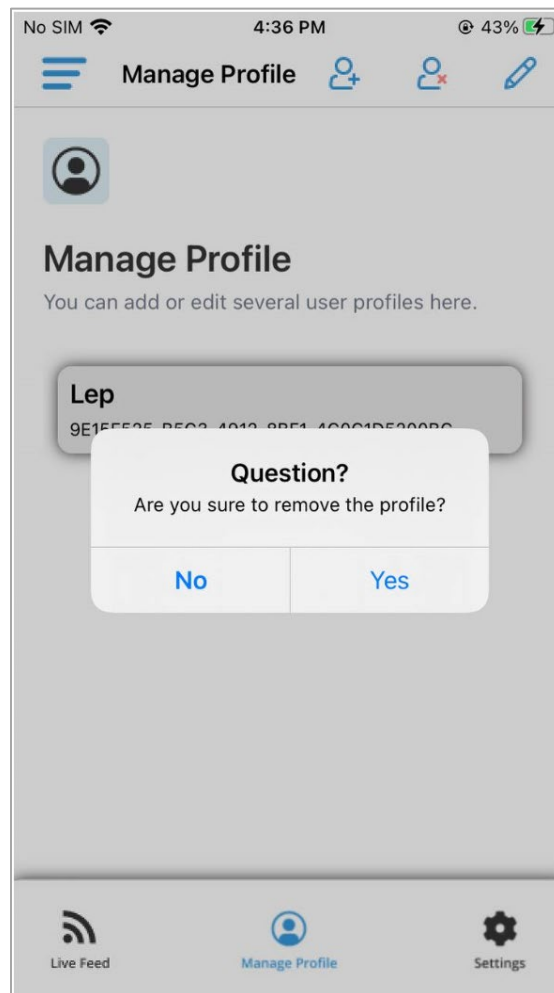 No SIM 4:36 PM 43%
Manage Profile
Manage Profile
You can add or edit several user profiles here.
Lep
Question?
Are you sure to remove the profile?
No Yes
Live Feed Manage Profile Settings